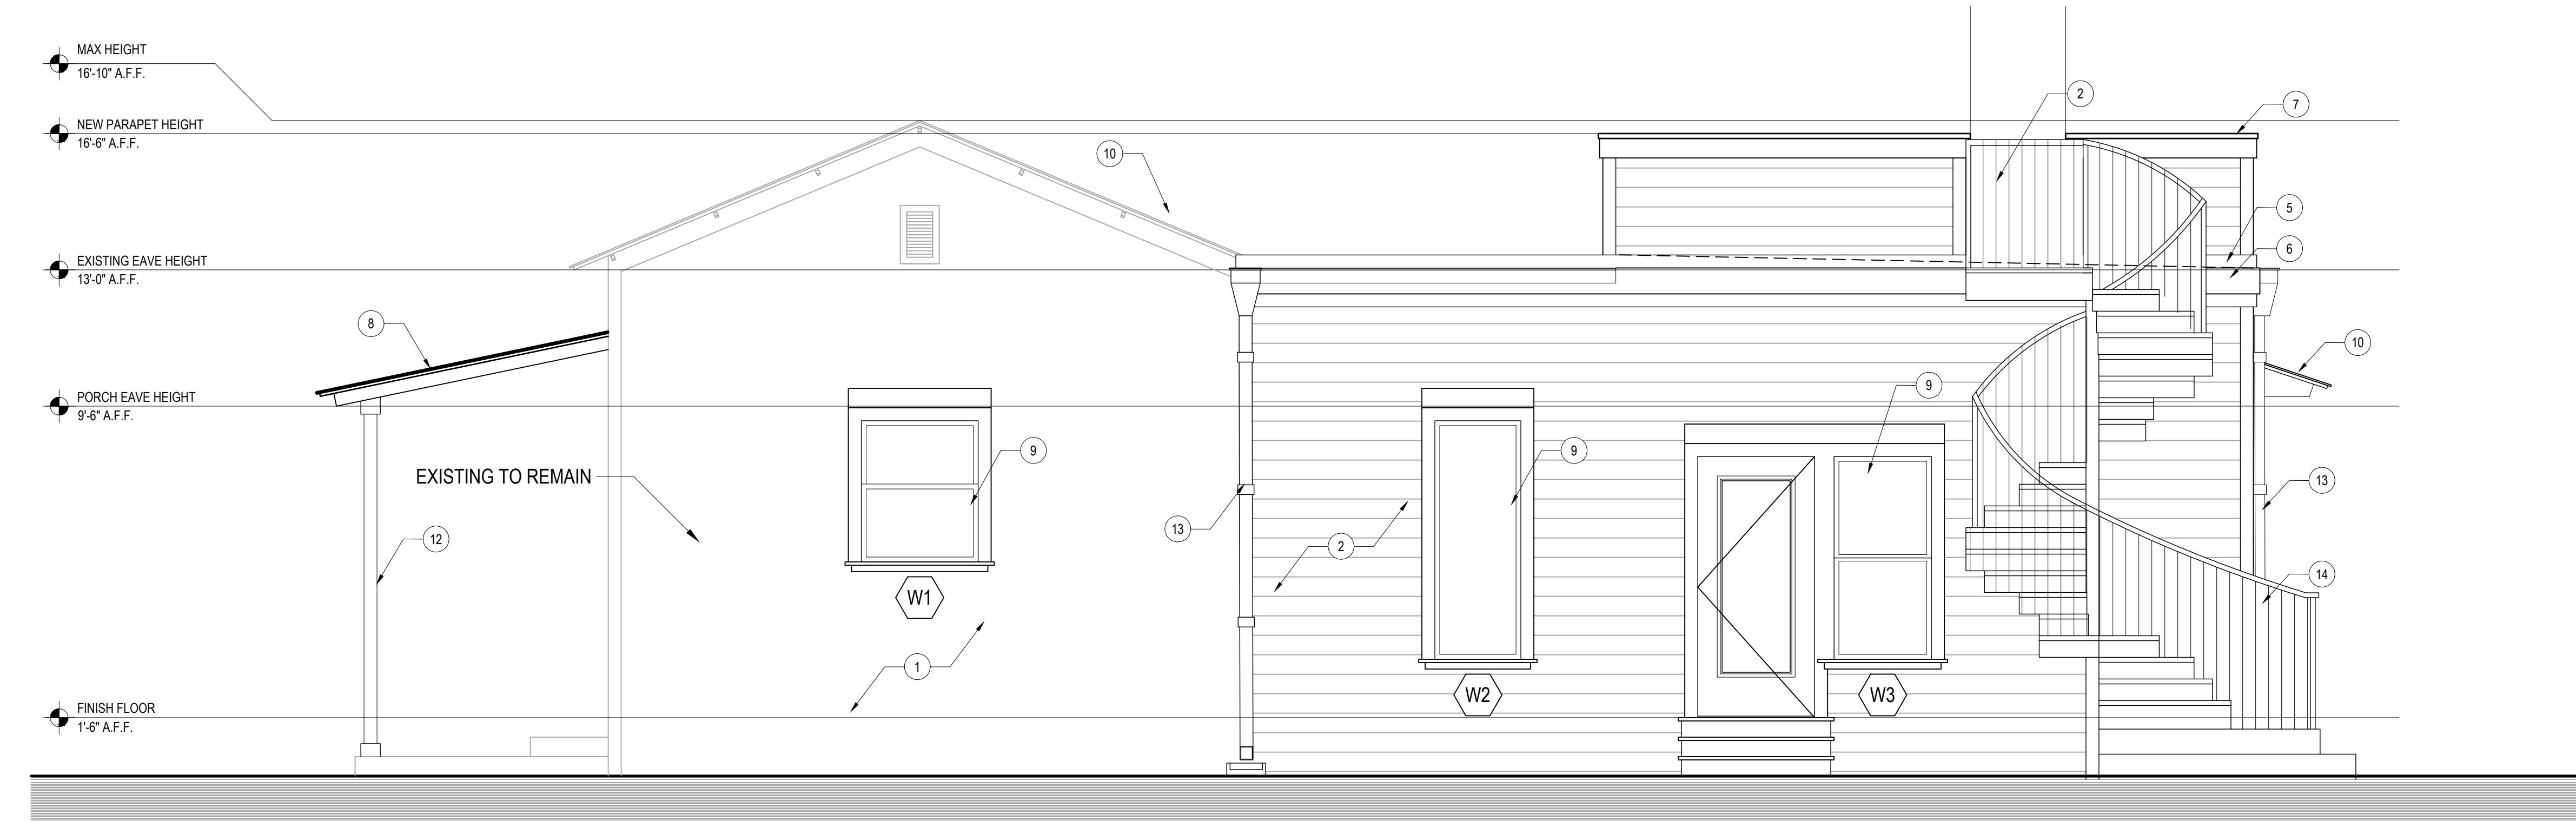 MAX HEIGHT
16'-10" A.F.F.
2
7
NEW PARAPET HEIGHT
16'-6" A.F.F.
10
5
EXISTING EAVE HEIGHT
13'-0" A.F.F.
6
8
10
PORCH EAVE HEIGHT
9'-6" A.F.F.
9
9
9
EXISTING TO REMAIN
13
12
13
2
14
W1
1
W2
W3
FINISH FLOOR
1'-6" A.F.F.